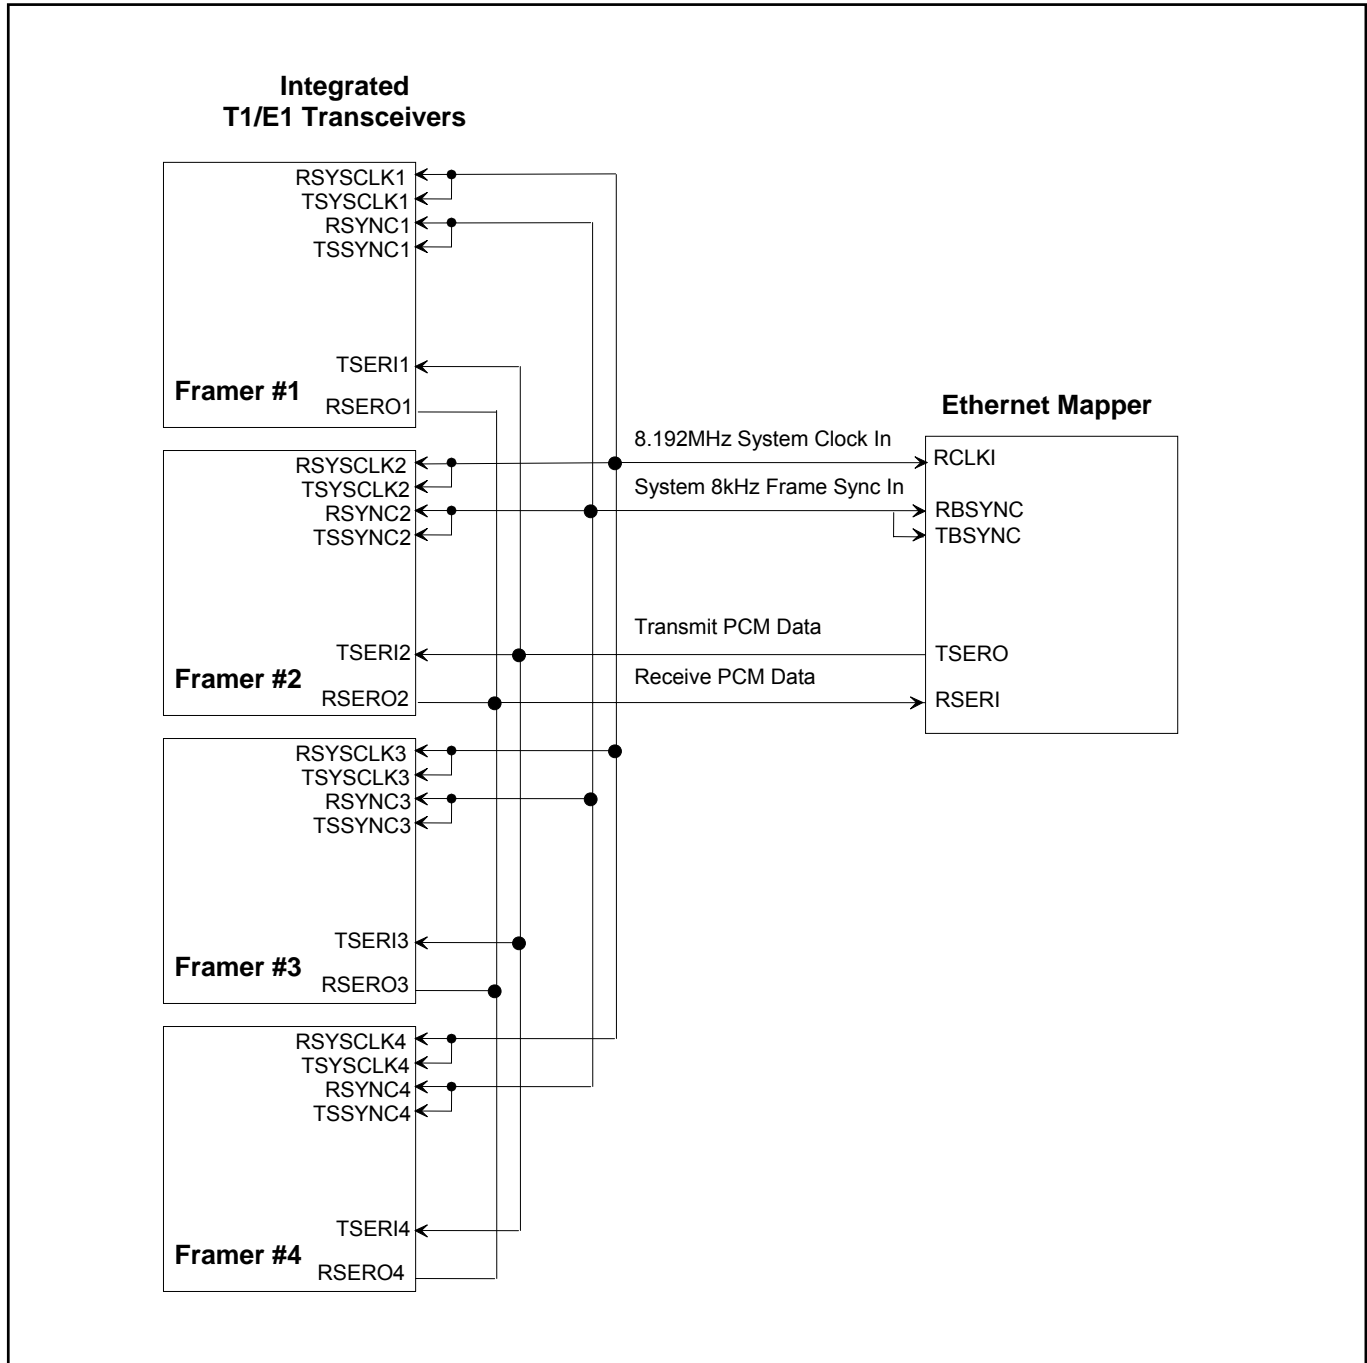 Integrated
T1/E1 Transceivers
RSYSCLK1
TSYSCLK1
RSYNC1
TSSYNC1
TSERI1
Framer #1
RSERO1
Ethernet Mapper
8.192MHz System Clock In
RCLKI
RSYSCLK2
TSYSCLK2
System 8kHz Frame Sync In
RSYNC2
RBSYNC
TSSYNC2
TBSYNC
Transmit PCM Data
TSERI2
TSERO
Framer #2
Receive PCM Data
RSERO2
RSERI
RSYSCLK3
TSYSCLK3
RSYNC3
TSSYNC3
TSERI3
Framer #3
RSERO3
RSYSCLK4
TSYSCLK4
RSYNC4
TSSYNC4
TSERI4
Framer #4
RSERO4